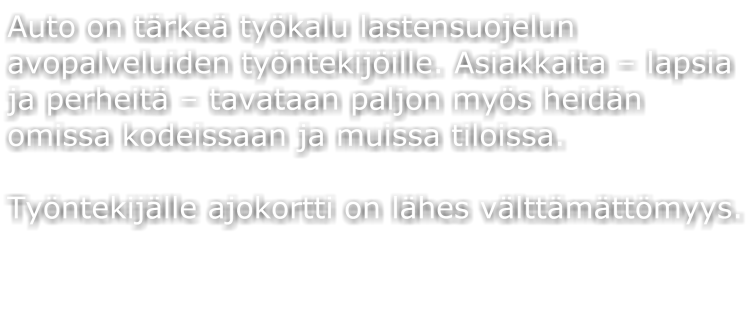 Auto on tärkeä työkalu lastensuojelun
avopalveluiden työntekijöille. Asiakkaita – lapsia
ja perheitä – tavataan paljon myös heidän
omissa kodeissaan ja muissa tiloissa.
Työntekijälle ajokortti on lähes välttämättömyys.